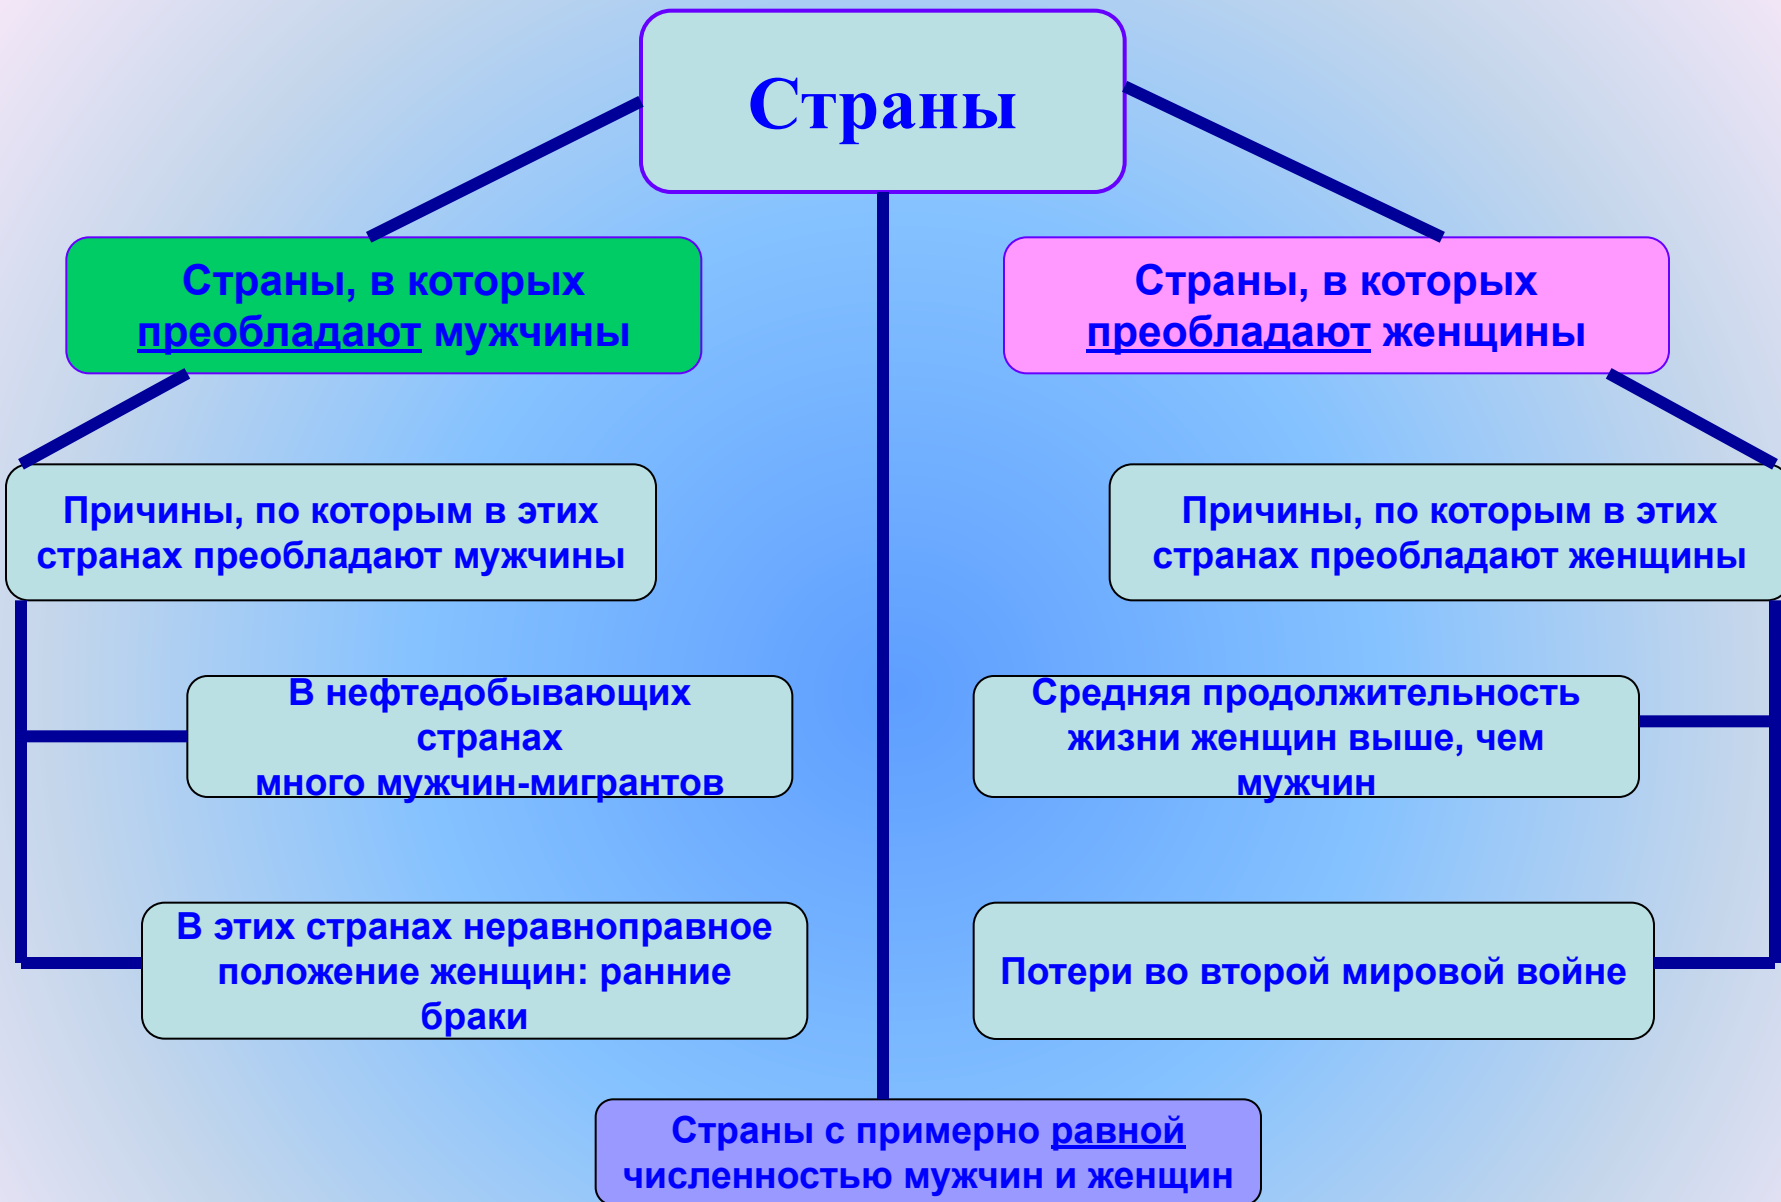 Страны
Страны, в которых
преобладают мужчины
Страны, в которых
преобладают женщины
Причины, по которым в этих
странах преобладают мужчины
Причины, по которым в этих
странах преобладают женщины
В нефтедобывающих
странах
много мужчин-мигрантов
Средняя продолжительность
жизни женщин выше, чем
мужчин
В этих странах неравноправное
положение женщин: ранние
браки
Потери во второй мировой войне
Страны с примерно равной
численностью мужчин и женщин